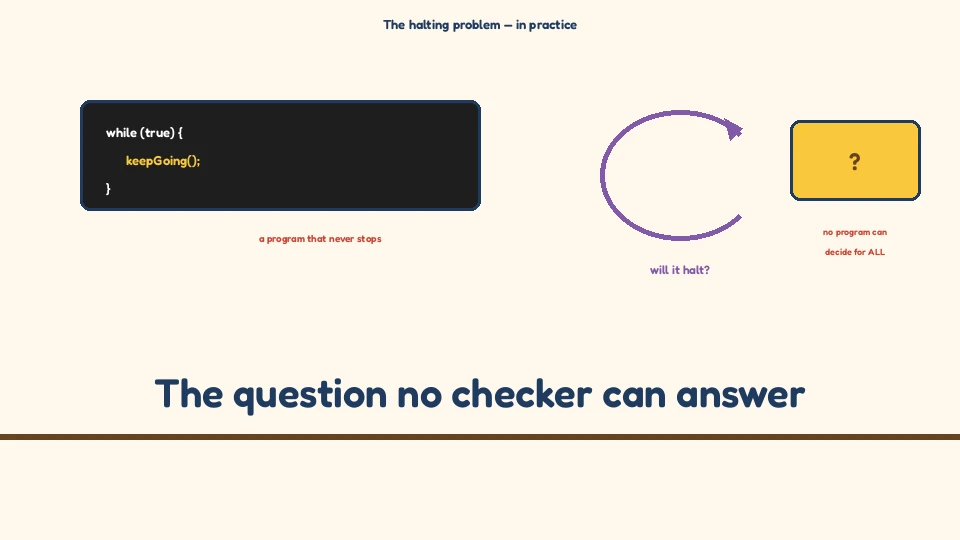 The halting problem — in practice
while (true) {
keepGoing();
}
a program that never stops
will it halt?
?
no program can
decide for ALL
The question no checker can answer